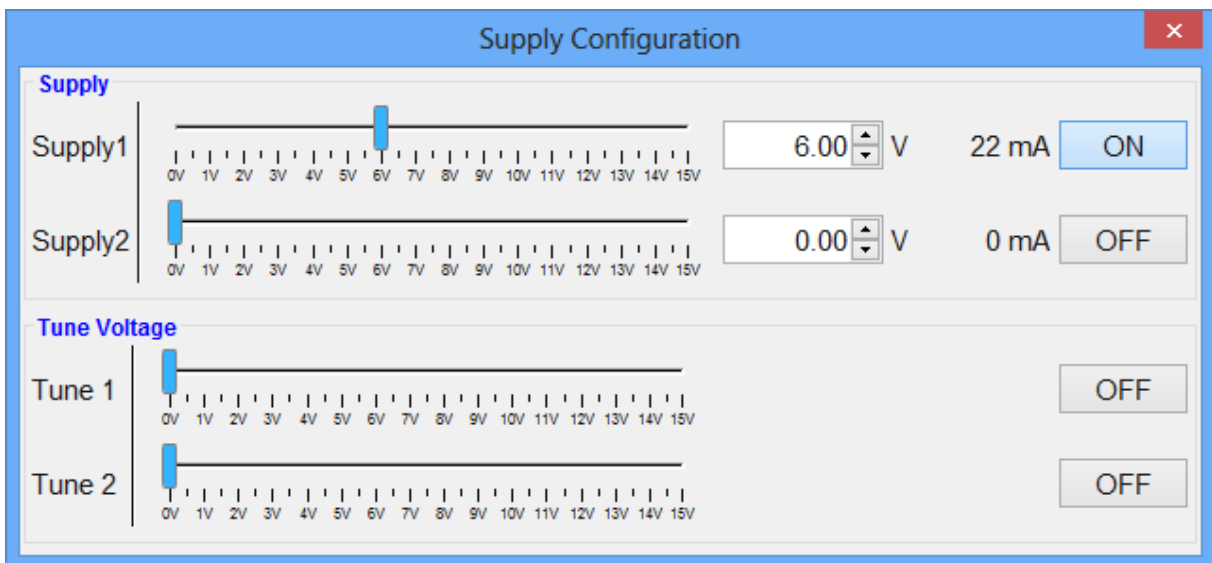 Supply Configuration
Supply
Supply1
0V 1V 2V 3V 4V 5V 6V 7V 8V 9V 10V 11V 12V 13V 14V 15V
6.00 V 22 mA ON
Supply2
0V 1V 2V 3V 4V 5V 6V 7V 8V 9V 10V 11V 12V 13V 14V 15V
0.00 V 0 mA OFF
Tune Voltage
Tune 1
0V 1V 2V 3V 4V 5V 6V 7V 8V 9V 10V 11V 12V 13V 14V 15V
OFF
Tune 2
0V 1V 2V 3V 4V 5V 6V 7V 8V 9V 10V 11V 12V 13V 14V 15V
OFF